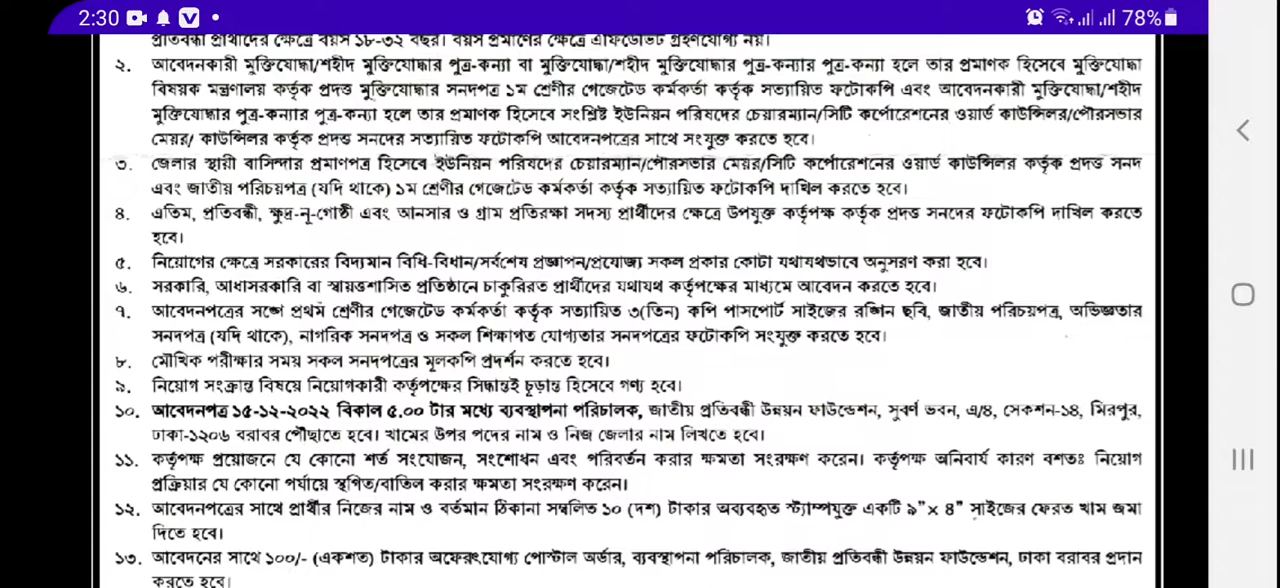 2:30
78%
প্রতিবন্ধী প্রার্থীদের ক্ষেত্রে বয়স ১৮-৩২ বছর। বয়স প্রমাণের ক্ষেত্রে এফিডেভিট গ্রহণযোগ্য নয়।
২. আবেদনকারী মুক্তিযোদ্ধা/শহীদ মুক্তিযোদ্ধার পুত্র-কন্যা বা মুক্তিযোদ্ধা/শহীদ মুক্তিযোদ্ধার পুত্র-কন্যার পুত্র-কন্যা হলে তার প্রমাণক হিসেবে মুক্তিযোদ্ধা
বিষয়ক মন্ত্রণালয় কর্তৃক প্রদত্ত মুক্তিযোদ্ধার সনদপত্র ১ম শ্রেণীর গেজেটেড কর্মকর্তা কর্তৃক সত্যায়িত ফটোকপি এবং আবেদনকারী মুক্তিযোদ্ধা/শহীদ
মুক্তিযোদ্ধার পুত্র-কন্যার পুত্র-কন্যা হলে তার প্রমাণক হিসেবে সংশ্লিষ্ট ইউনিয়ন পরিষদের চেয়ারম্যান/সিটি কর্পোরেশনের ওয়ার্ড কাউন্সিলর/পৌরসভার
মেয়র/ কাউন্সিলর কর্তৃক প্রদত্ত সনদের সত্যায়িত ফটোকপি আবেদনপত্রের সাথে সংযুক্ত করতে হবে।
৩. জেলার স্থায়ী বাসিন্দার প্রমাণপত্র হিসেবে ইউনিয়ন পরিষদের চেয়ারম্যান/পৌরসভার মেয়র/সিটি কর্পোরেশনের ওয়ার্ড কাউন্সিলর কর্তৃক প্রদত্ত সনদ
এবং জাতীয় পরিচয়পত্র (যদি থাকে) ১ম শ্রেণীর গেজেটেড কর্মকর্তা কর্তৃক সত্যায়িত ফটোকপি দাখিল করতে হবে।
৪. এতিম, প্রতিবন্ধী, ক্ষুদ্র-নৃ-গোষ্ঠী এবং আনসার ও গ্রাম প্রতিরক্ষা সদস্য প্রার্থীদের ক্ষেত্রে উপযুক্ত কর্তৃপক্ষ কর্তৃক প্রদত্ত সনদের ফটোকপি দাখিল করতে
হবে।
৫. নিয়োগের ক্ষেত্রে সরকারের বিদ্যমান বিধি-বিধান/সর্বশেষ প্রজ্ঞাপন/প্রযোজ্য সকল প্রকার কোটা যথাযথভাবে অনুসরণ করা হবে।
৬. সরকারি, আধাসরকারি বা স্বায়ত্তশাসিত প্রতিষ্ঠানে চাকুরিরত প্রার্থীদের যথাযথ কর্তৃপক্ষের মাধ্যমে আবেদন করতে হবে।
৭. আবেদনপত্রের সঙ্গে প্রথম শ্রেণীর গেজেটেড কর্মকর্তা কর্তৃক সত্যায়িত ৩(তিন) কপি পাসপোর্ট সাইজের রঙ্গিন ছবি, জাতীয় পরিচয়পত্র, অভিজ্ঞতার
সনদপত্র (যদি থাকে), নাগরিক সনদপত্র ও সকল শিক্ষাগত যোগ্যতার সনদপত্রের ফটোকপি সংযুক্ত করতে হবে।
৮. মৌখিক পরীক্ষার সময় সকল সনদপত্রের মূলকপি প্রদর্শন করতে হবে।
৯. নিয়োগ সংক্রান্ত বিষয়ে নিয়োগকারী কর্তৃপক্ষের সিদ্ধান্তই চূড়ান্ত হিসেবে গণ্য হবে।
১০. আবেদনপত্র ১৫-১২-২০২২ বিকাল ৫.০০ টার মধ্যে ব্যবস্থাপনা পরিচালক, জাতীয় প্রতিবন্ধী উন্নয়ন ফাউন্ডেশন, সুবর্ণ ভবন, এ/৪, সেকশন-১৪, মিরপুর,
ঢাকা-১২০৬ বরাবর পৌঁছাতে হবে। খামের উপর পদের নাম ও নিজ জেলার নাম লিখতে হবে।
১১. কর্তৃপক্ষ প্রয়োজনে যে কোনো শর্ত সংযোজন, সংশোধন এবং পরিবর্তন করার ক্ষমতা সংরক্ষণ করেন। কর্তৃপক্ষ অনিবার্য কারণ বশতঃ নিয়োগ
প্রক্রিয়ার যে কোনো পর্যায়ে স্থগিত/বাতিল করার ক্ষমতা সংরক্ষণ করেন।
১২. আবেদনপত্রের সাথে প্রার্থীর নিজের নাম ও বর্তমান ঠিকানা সম্বলিত ১০ (দশ) টাকার অব্যবহৃত স্ট্যাম্পযুক্ত একটি ৯"x ৪" সাইজের ফেরত খাম জমা
দিতে হবে।
১৩. আবেদনের সাথে ১০০/- (একশত) টাকার অফেরৎযোগ্য পোস্টাল অর্ডার, ব্যবস্থাপনা পরিচালক, জাতীয় প্রতিবন্ধী উন্নয়ন ফাউন্ডেশন, ঢাকা বরাবর প্রদান
করতে হবে।